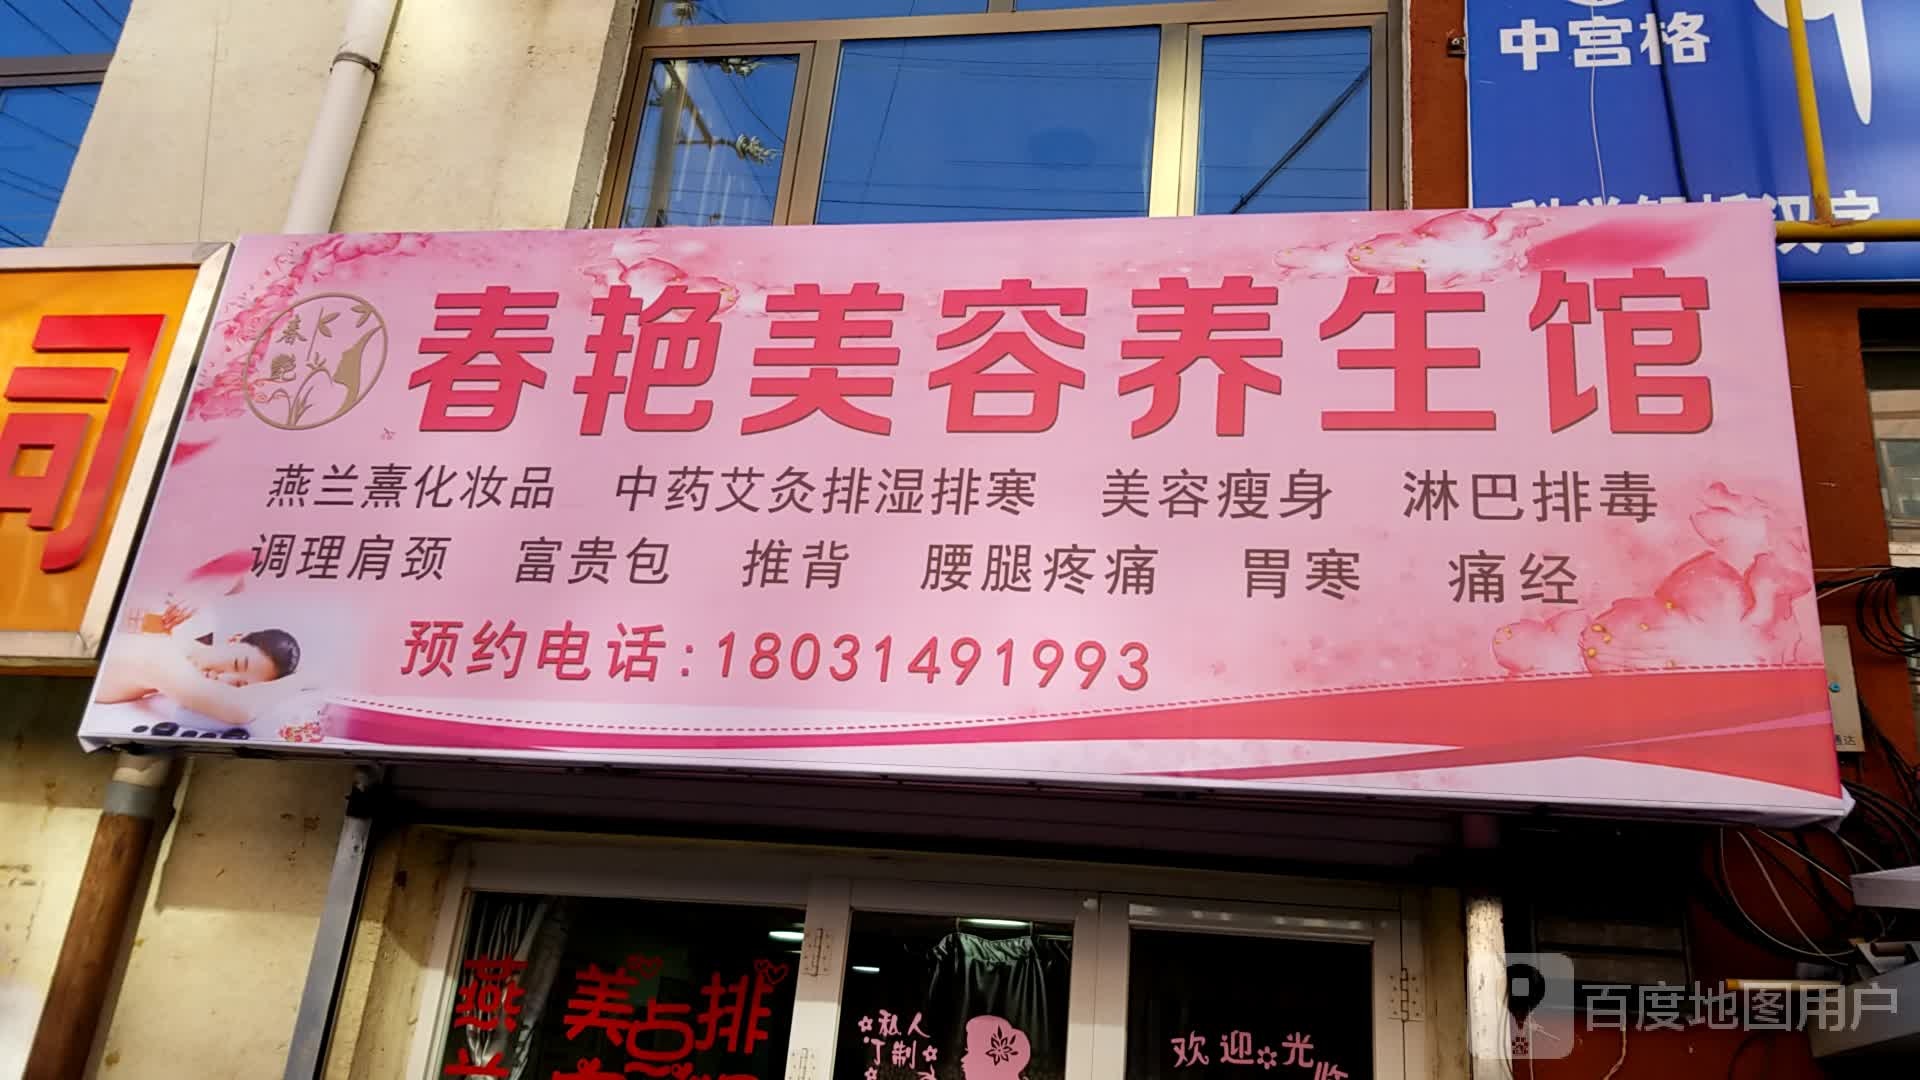 中宫格
春艳美容养生馆
春艳
燕兰熹化妆品 中药艾灸排湿排寒 美容瘦身 淋巴排毒
调理肩颈 富贵包 推背 腰腿疼痛 胃寒 痛经
预约电话:18031491993
司
燕
美占排
私人
订制
欢迎光临
百度地图用户